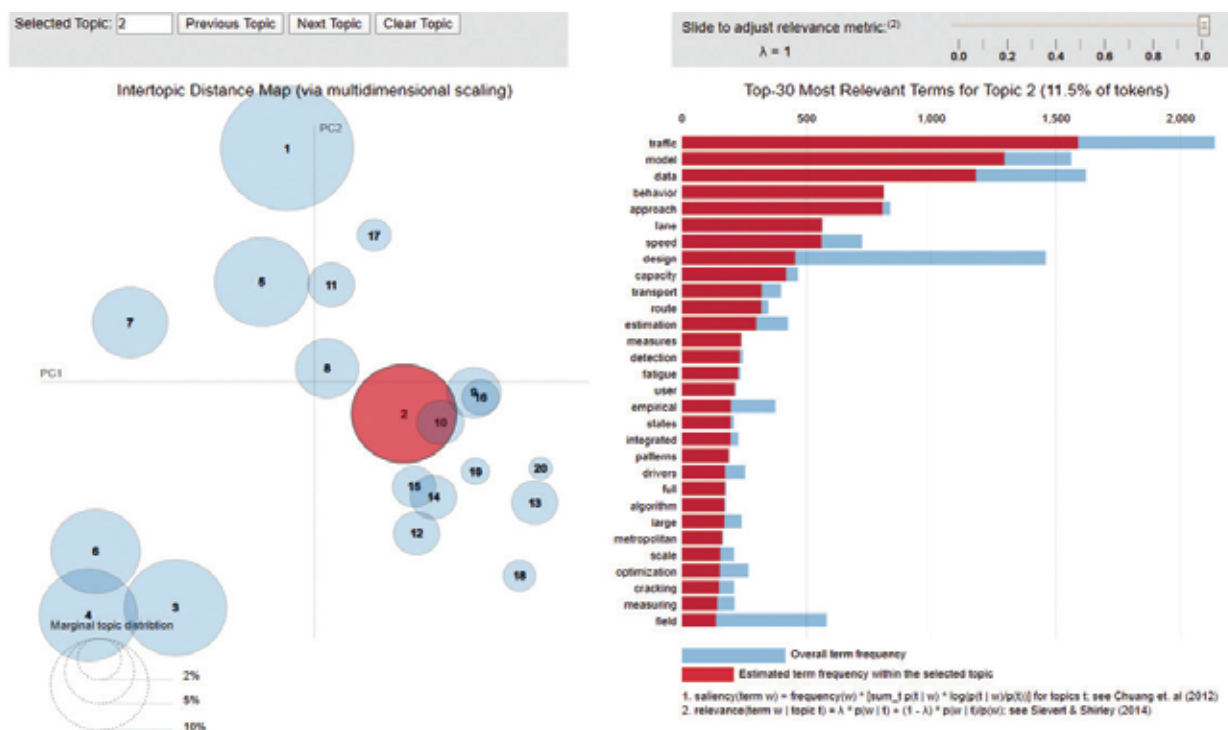 Selected Topic: 2 Previous Topic Next Topic Clear Topic
Slide to adjust relevance metric:(2)
λ = 1
0.0 0.2 0.4 0.6 0.8 1.0
Intertopic Distance Map (via multidimensional scaling)
PC2
PC1
1
17
5
11
7
8
2
9
16
10
15
14
19
20
13
12
18
6
4
3
Marginal topic distribtion
2%
5%
10%
Top-30 Most Relevant Terms for Topic 2 (11.5% of tokens)
0 500 1,000 1,500 2,000
traffic
model
data
behavior
approach
lane
speed
design
capacity
transport
route
estimation
measures
detection
fatigue
user
empirical
states
integrated
patterns
drivers
full
algorithm
large
metropolitan
scale
optimization
cracking
measuring
field
Overall term frequency
Estimated term frequency within the selected topic
1. saliency(term w) = frequency(w) * [sum_t p(t | w) * log(p(t | w)/p(t))] for topics t; see Chuang et. al (2012)
2. relevance(term w | topic t) = λ * p(w | t) + (1 - λ) * p(w | t)/p(w); see Sievert & Shirley (2014)